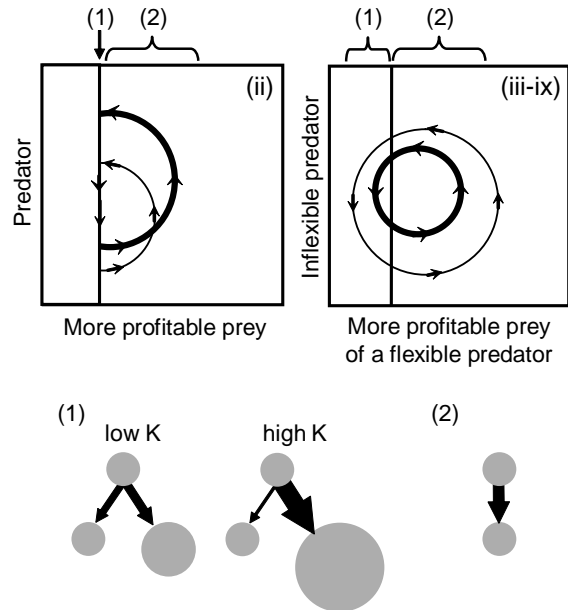 (1) (2) (1) (2)
(ii) (iii-ix)
Predator
Inflexible predator
More profitable prey
More profitable prey
of a flexible predator
(1) (2)
low K high K